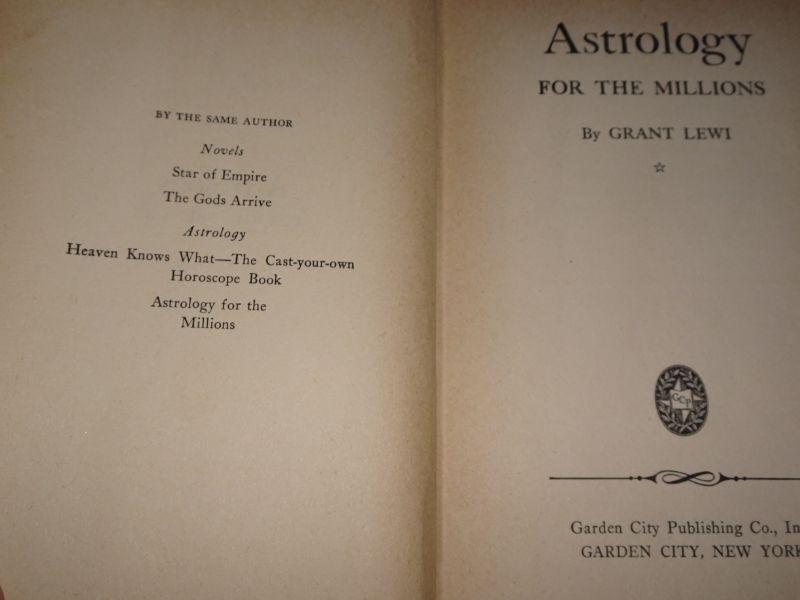 BY THE SAME AUTHOR
Novels
Star of Empire
The Gods Arrive
Astrology
Heaven Knows What—The Cast-your-own
Horoscope Book
Astrology for the
Millions
Astrology
FOR THE MILLIONS
By GRANT LEWI
GCP
Garden City Publishing Co., In
GARDEN CITY, NEW YORK